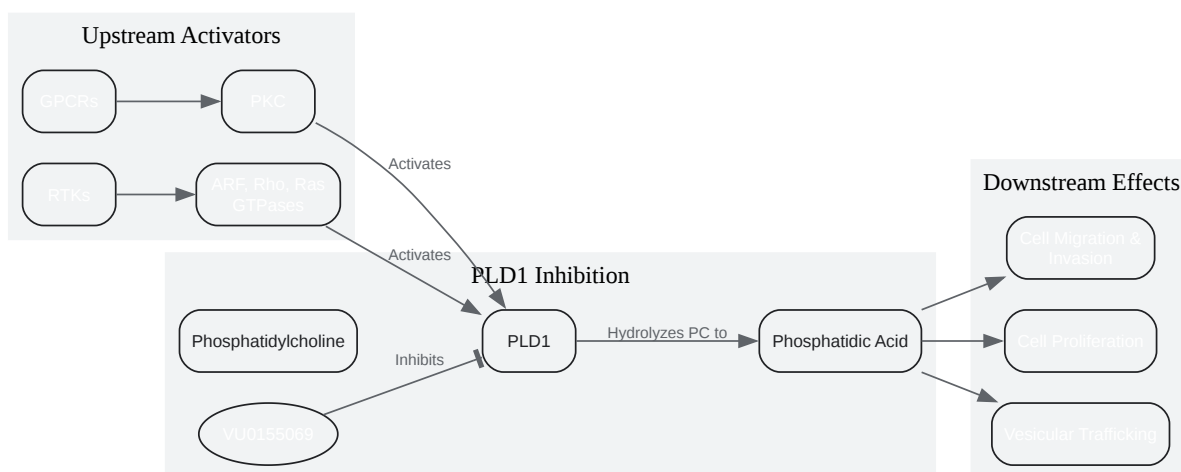 Upstream Activators
GPCRs
PKC
RTKs
ARF, Rho, Ras
GTPases
Activates
Activates
PLD1 Inhibition
Phosphatidylcholine
VU0155069
Inhibits
PLD1
Hydrolyzes PC to
Phosphatidic Acid
Downstream Effects
Cell Migration &
Invasion
Cell Proliferation
Vesicular Trafficking